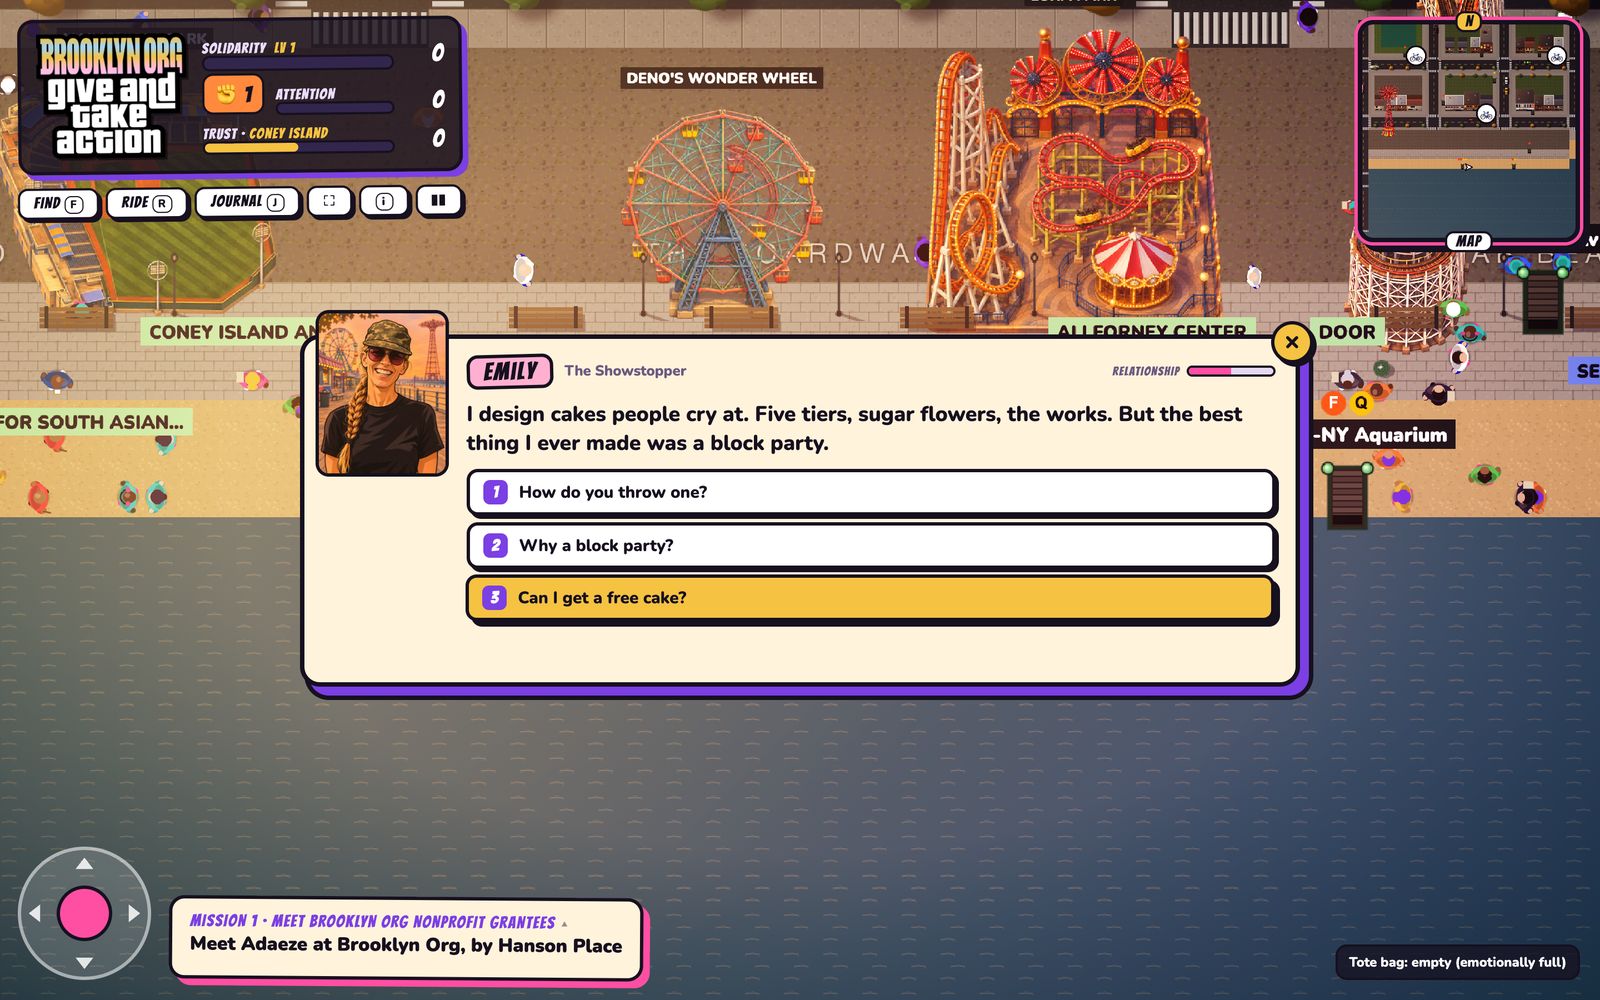 BROOKLYN ORG
give and
take
action
SOLIDARITY LV 1
0
1
ATTENTION
0
TRUST · CONEY ISLAND
0
FIND F
RIDE R
JOURNAL J
i
DENO'S WONDER WHEEL
N
MAP
CONEY ISLAND
ALL FORNEY CENTER
DOOR
SE
FOR SOUTH ASIAN...
F Q
-NY Aquarium
EMILY
The Showstopper
RELATIONSHIP
×
I design cakes people cry at. Five tiers, sugar flowers, the works. But the best
thing I ever made was a block party.
1 How do you throw one?
2 Why a block party?
3 Can I get a free cake?
MISSION 1 · MEET BROOKLYN ORG NONPROFIT GRANTEES
Meet Adaeze at Brooklyn Org, by Hanson Place
Tote bag: empty (emotionally full)